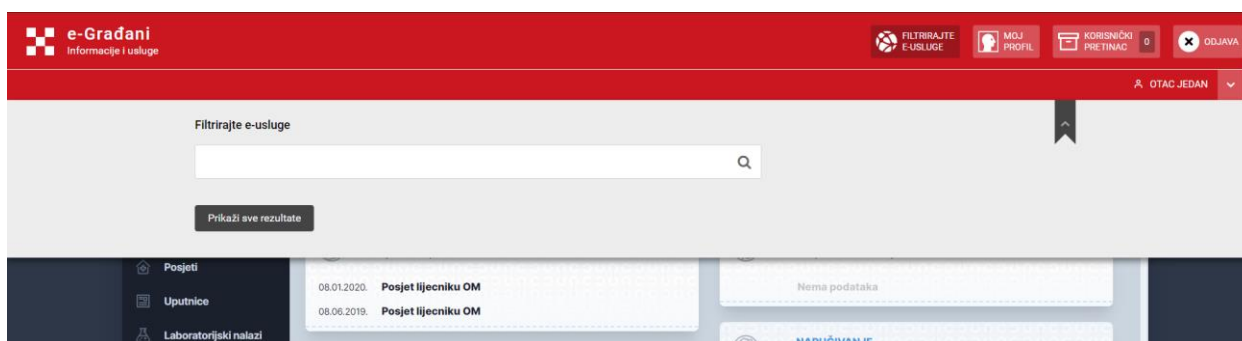 e-Građani
Informacije i usluge
FILTRIRAJTE
E-USLUGE
MOJ
PROFIL
KORISNIČKI
PRETINAC
0
ODJAVA
OTAC JEDAN
Filtrirajte e-usluge
Prikaži sve rezultate
Posjeti
Uputnice
Laboratorijski nalazi
08.01.2020. Posjet lijecniku OM
08.06.2019. Posjet lijecniku OM
Nema podataka
NARUČIVANJE